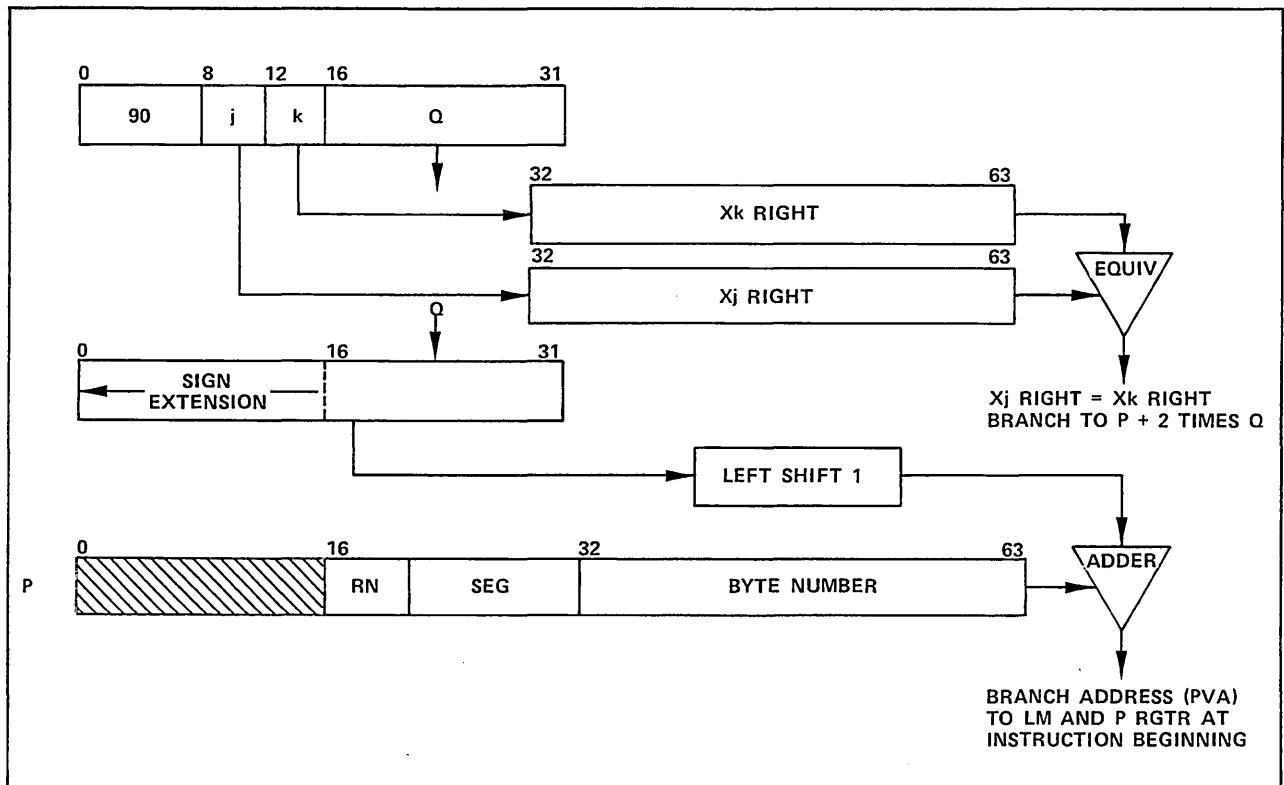 0 8 12 16 31
90 j k Q
32 63
Xk RIGHT
32 63
EQUIV
Xj RIGHT
Q
0 16 31
SIGN
EXTENSION
Xj RIGHT = Xk RIGHT
BRANCH TO P + 2 TIMES Q
LEFT SHIFT 1
0 16 32 63
ADDER
P RN SEG BYTE NUMBER
BRANCH ADDRESS (PVA)
TO LM AND P RGTR AT
INSTRUCTION BEGINNING